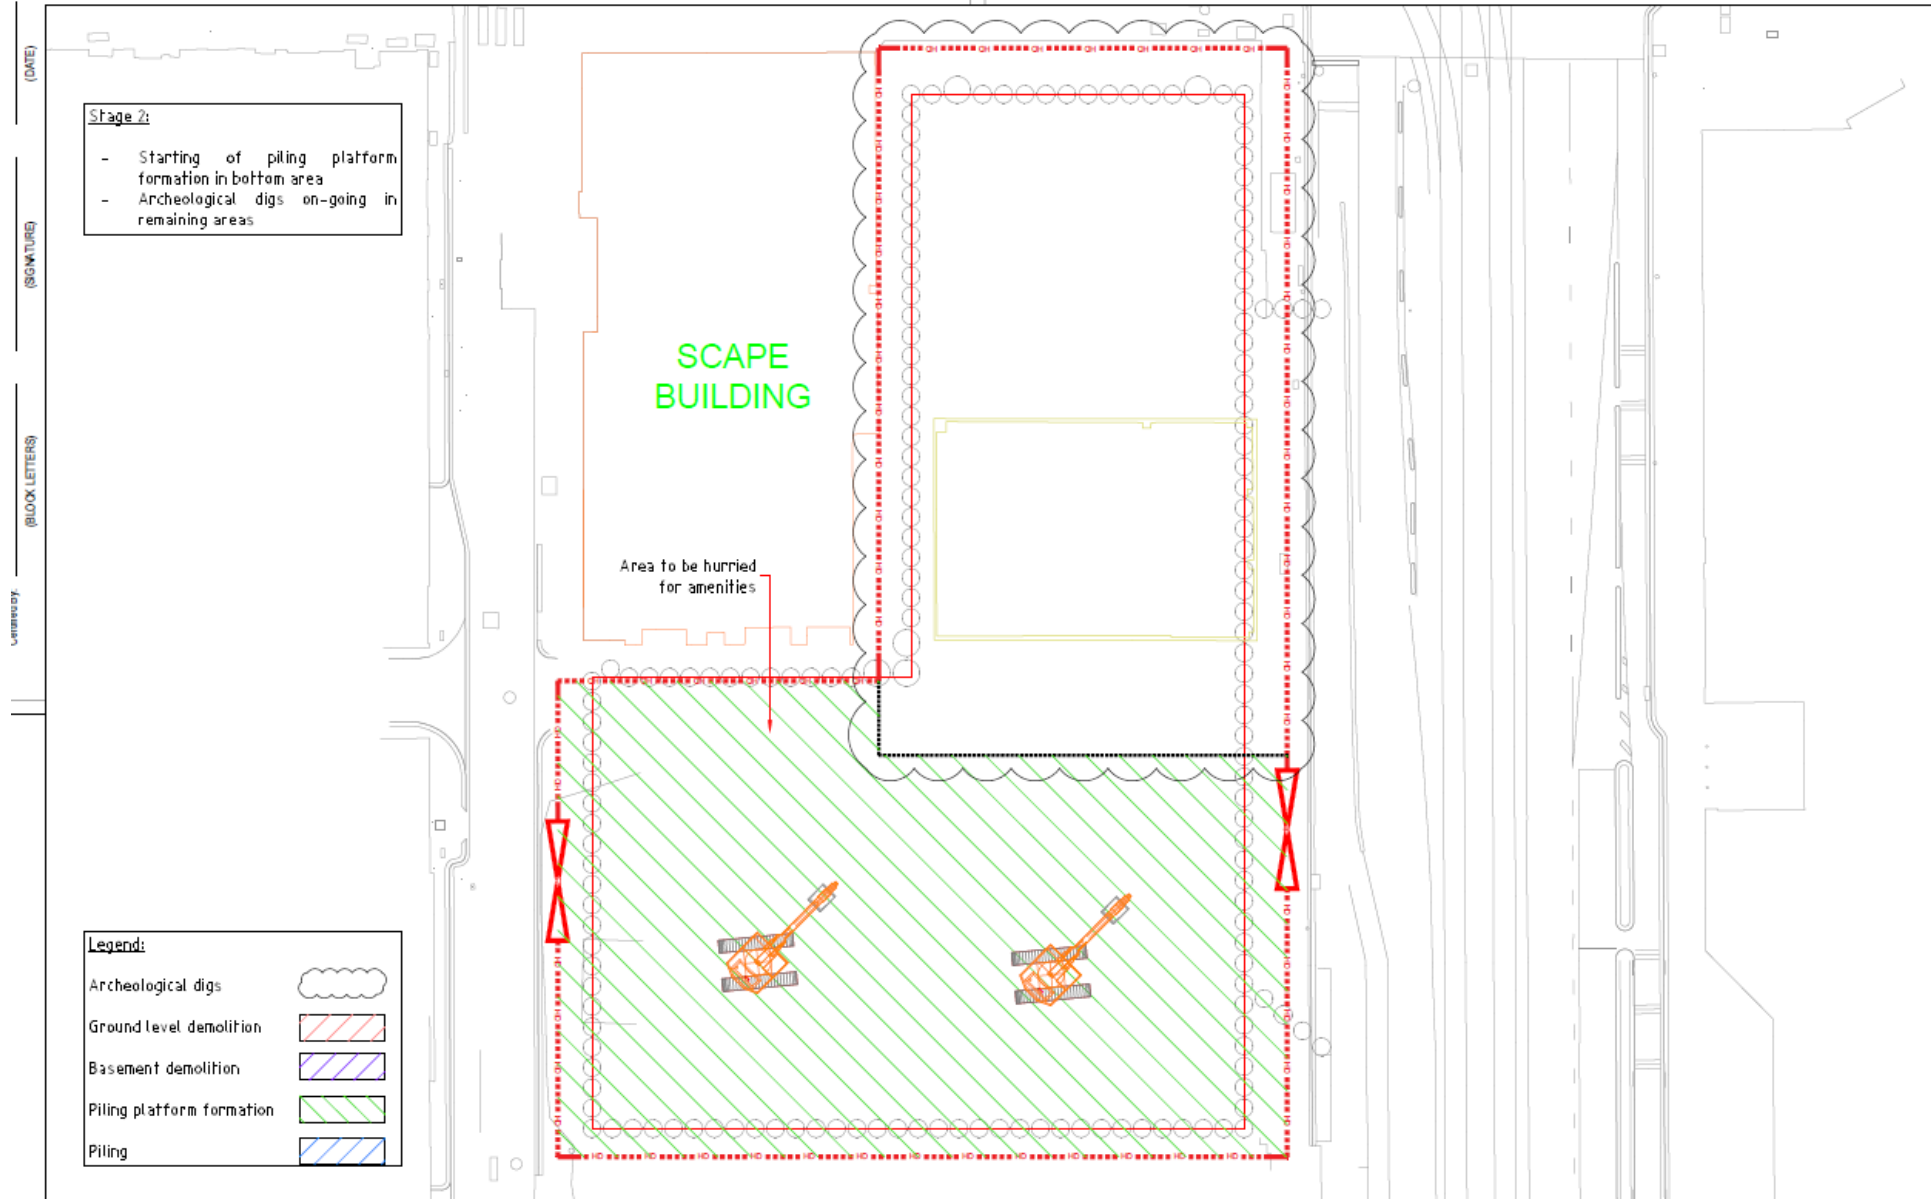 (DATE)
(SIGNATURE)
(BLOCK LETTERS)
Stage 2:
- Starting of piling platform
formation in bottom area
- Archeological digs on-going in
remaining areas
SCAPE
BUILDING
Area to be hurried
for amenities
Legend:
Archeological digs
Ground level demolition
Basement demolition
Piling platform formation
Piling